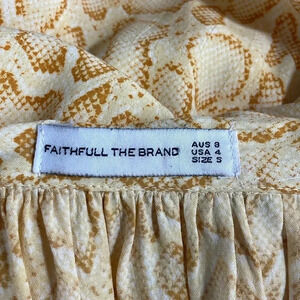 FAITHFULL THE BRAND
AUS 8
USA 4
SIZE S